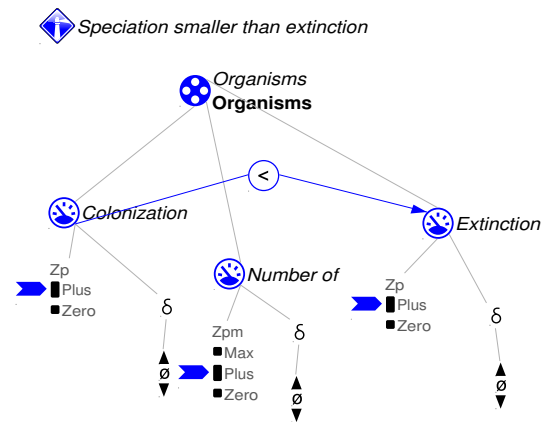 Speciation smaller than extinction
Organisms
Organisms
<
Colonization
Extinction
Number of
Zp
Plus
Zero
δ
ø
Zpm
Max
Plus
Zero
δ
ø
Zp
Plus
Zero
δ
ø